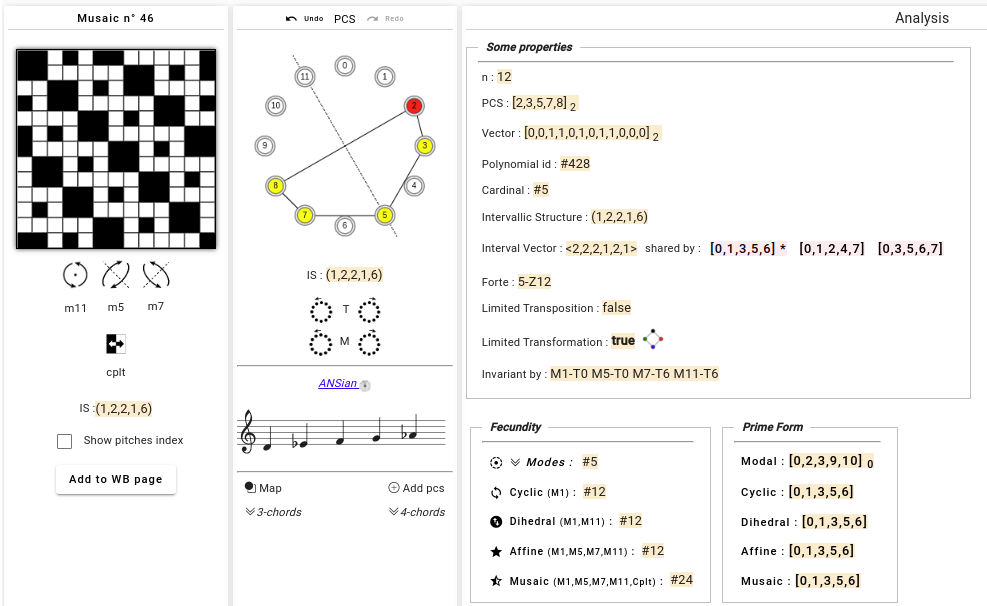 Musaic n° 46
m11 m5 m7
cplt
IS :(1,2,2,1,6)
Show pitches index
Add to WB page
Undo PCS Redo
0
11 1
10 2
9 3
8 4
7 5
6
IS : (1,2,2,1,6)
T
M
ANSian
Map Add pcs
3-chords 4-chords
Analysis
Some properties
n : 12
PCS : [2,3,5,7,8] 2
Vector : [0,0,1,1,0,1,0,1,1,0,0,0] 2
Polynomial id : #428
Cardinal : #5
Intervallic Structure : (1,2,2,1,6)
Interval Vector : <2,2,2,1,2,1> shared by : [0,1,3,5,6] * [0,1,2,4,7] [0,3,5,6,7]
Forte : 5-Z12
Limited Transposition : false
Limited Transformation : true
Invariant by : M1-T0 M5-T0 M7-T6 M11-T6
Fecundity
Modes : #5
Cyclic (M1) : #12
Dihedral (M1,M11) : #12
Affine (M1,M5,M7,M11) : #12
Musaic (M1,M5,M7,M11,Cplt) : #24
Prime Form
Modal : [0,2,3,9,10] 0
Cyclic : [0,1,3,5,6]
Dihedral : [0,1,3,5,6]
Affine : [0,1,3,5,6]
Musaic : [0,1,3,5,6]